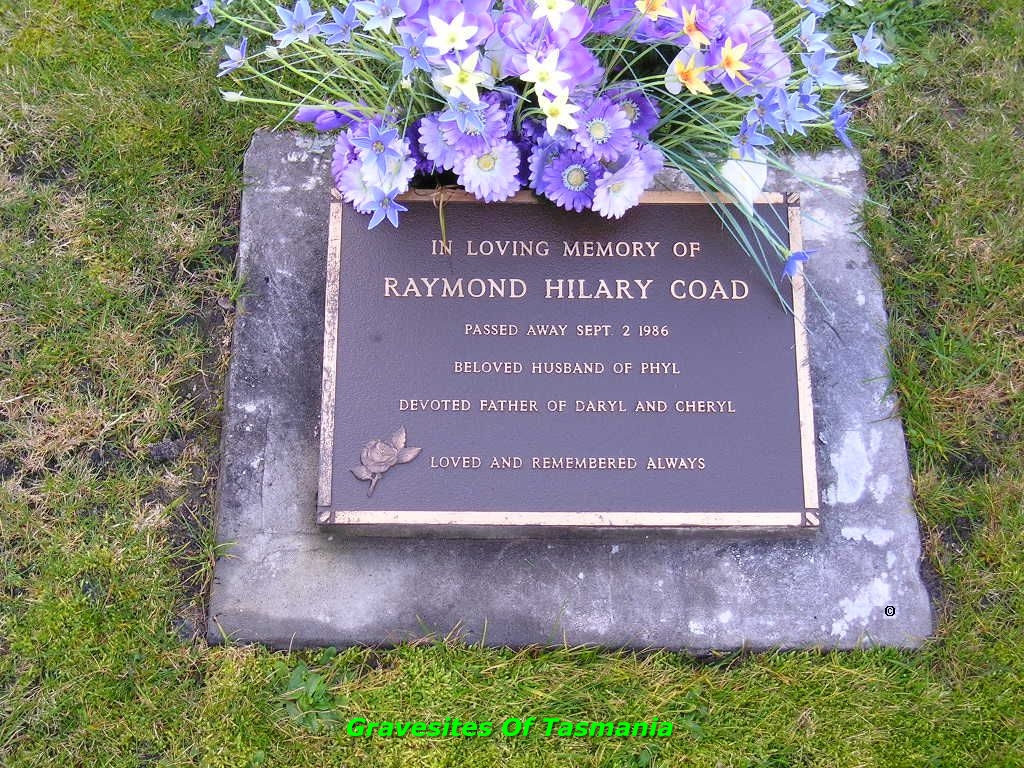 IN LOVING MEMORY OF
RAYMOND HILARY COAD
PASSED AWAY SEPT. 2 1986
BELOVED HUSBAND OF PHYL
DEVOTED FATHER OF DARYL AND CHERYL
LOVED AND REMEMBERED ALWAYS
©
Gravesites Of Tasmania